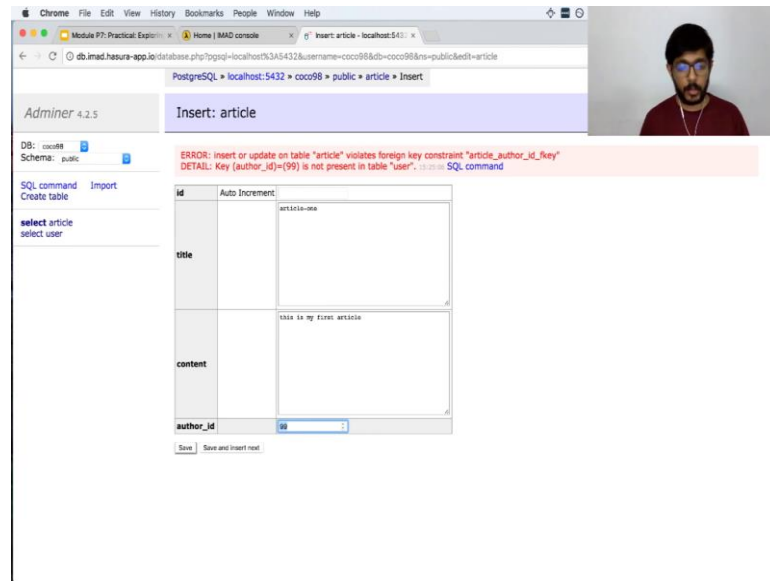 Chrome File Edit View History Bookmarks People Window Help
Module P7: Practical: Explorin Home | IMAD console Insert: article - localhost:543
db.imad.hasura-app.io/database.php?pgsql=localhost%3A5432&username=coco98&db=coco98&ns=public&edit=article
PostgreSQL » localhost:5432 » coco98 » public » article » Insert
Adminer 4.2.5
Insert: article
DB: coco98
Schema: public
SQL command Import
Create table
select article
select user
ERROR: insert or update on table "article" violates foreign key constraint "article_author_id_fkey"
DETAIL: Key (author_id)=(99) is not present in table "user". SQL command
id Auto Increment
title article-one
content this is my first article
author_id 99
Save Save and insert next